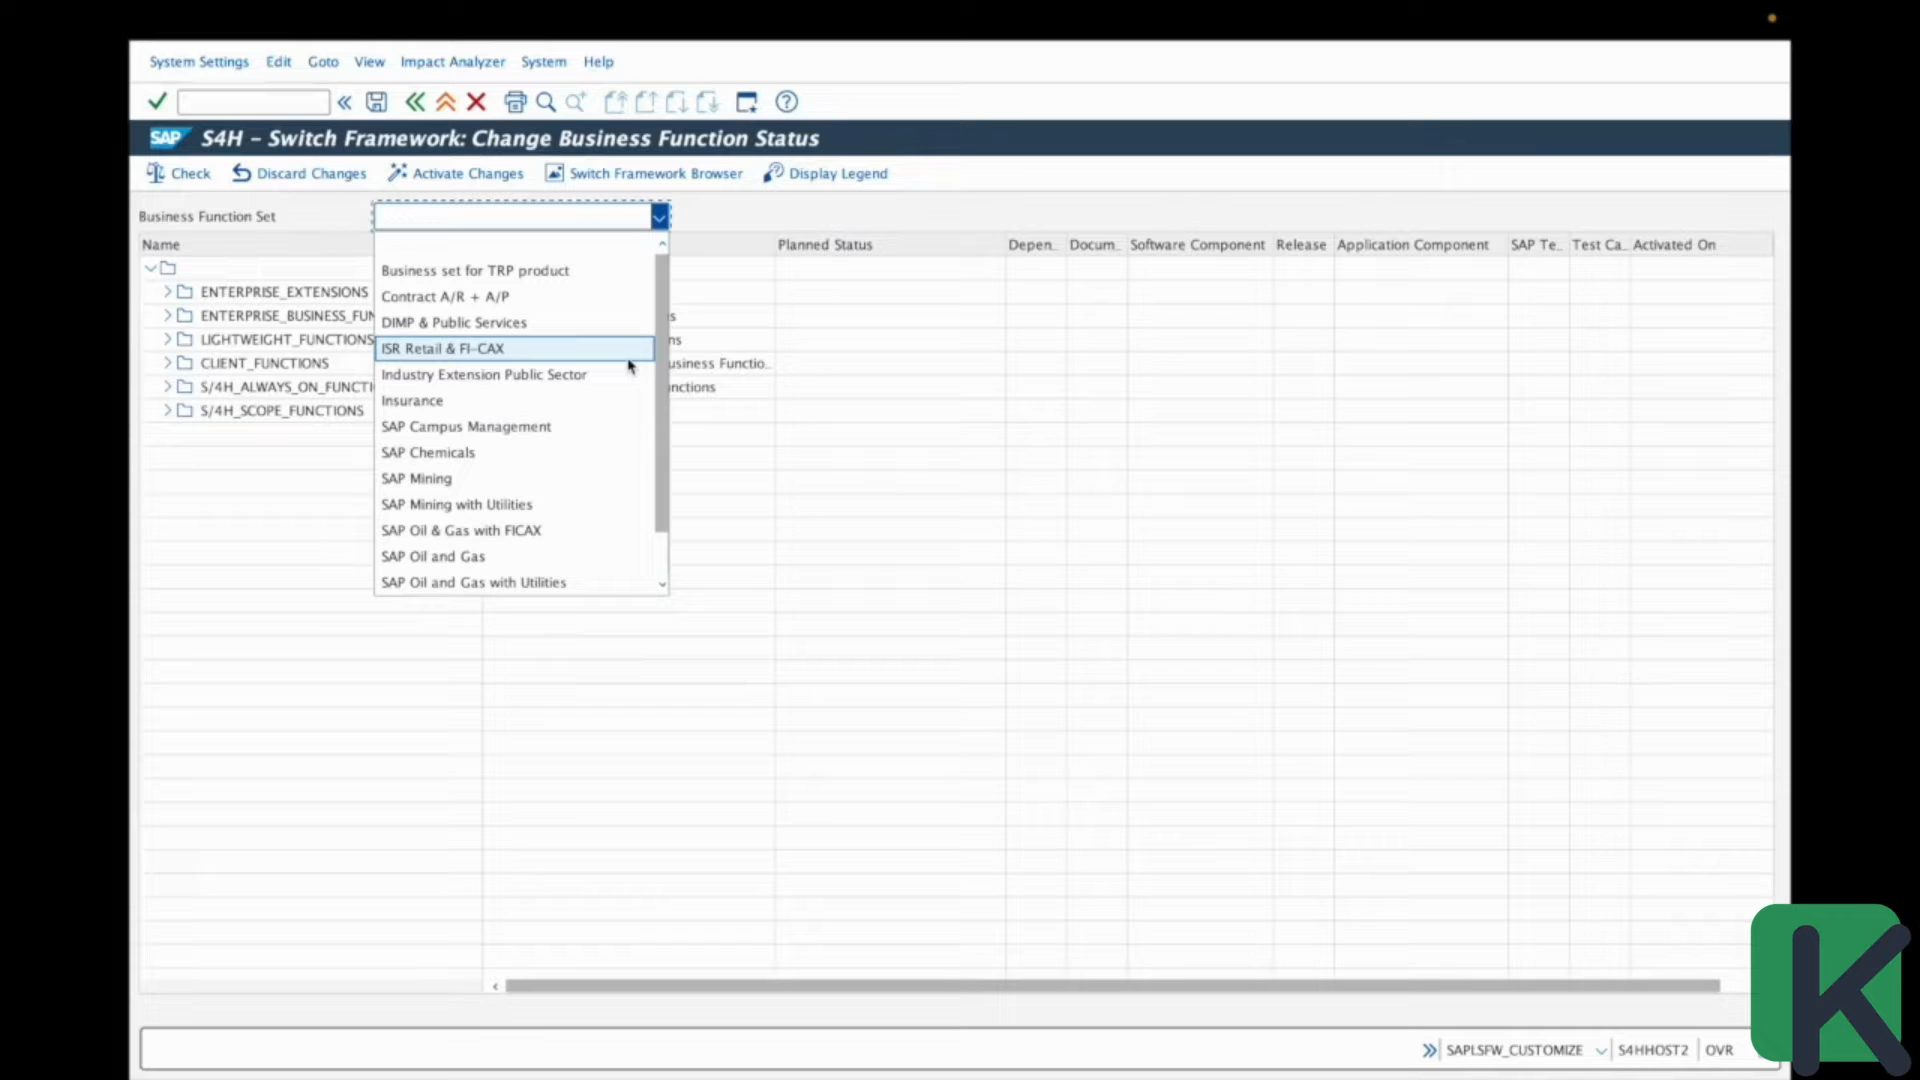 System Settings Edit Goto View Impact Analyzer System Help
SAP S4H - Switch Framework: Change Business Function Status
Check Discard Changes Activate Changes Switch Framework Browser Display Legend
Business Function Set
Name Planned Status Depen... Docum... Software Component Release Application Component SAP Te... Test Ca... Activated On
Business set for TRP product
ENTERPRISE_EXTENSIONS Contract A/R + A/P
ENTERPRISE_BUSINESS_FUN DIMP & Public Services s
LIGHTWEIGHT_FUNCTIONS ISR Retail & FI-CAX ns
CLIENT_FUNCTIONS Industry Extension Public Sector usiness Functio...
S/4H_ALWAYS_ON_FUNCTI Insurance nctions
S/4H_SCOPE_FUNCTIONS SAP Campus Management
SAP Chemicals
SAP Mining
SAP Mining with Utilities
SAP Oil & Gas with FICAX
SAP Oil and Gas
SAP Oil and Gas with Utilities
SAPLSFW_CUSTOMIZE S4HHOST2 OVR
K